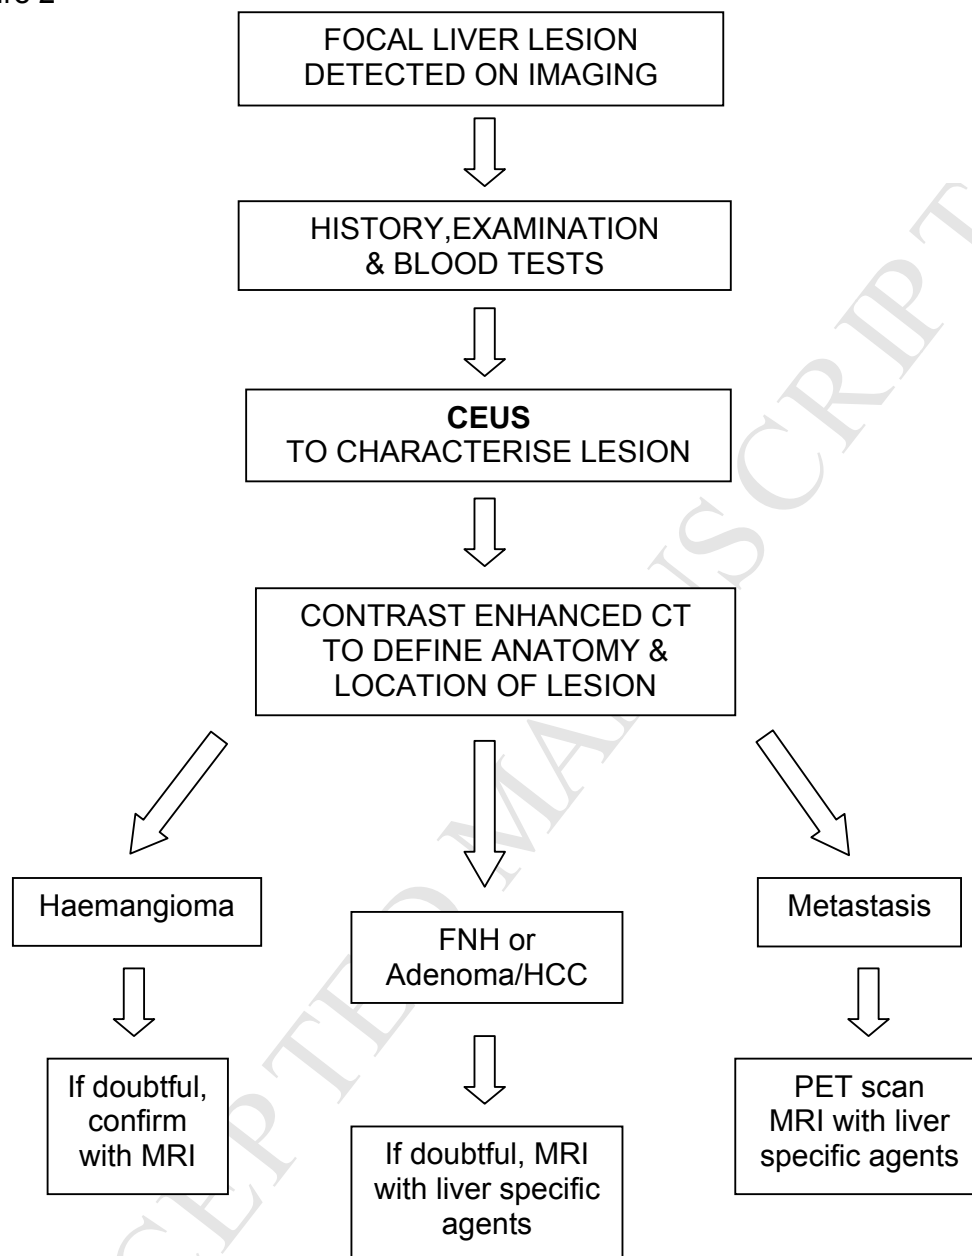 FOCAL LIVER LESION
DETECTED ON IMAGING
HISTORY,EXAMINATION
& BLOOD TESTS
CEUS
TO CHARACTERISE LESION
CONTRAST ENHANCED CT
TO DEFINE ANATOMY &
LOCATION OF LESION
Haemangioma
FNH or
Adenoma/HCC
Metastasis
If doubtful,
confirm
with MRI
If doubtful, MRI
with liver specific
agents
PET scan
MRI with liver
specific agents
CEPTED MANUSCRIPT